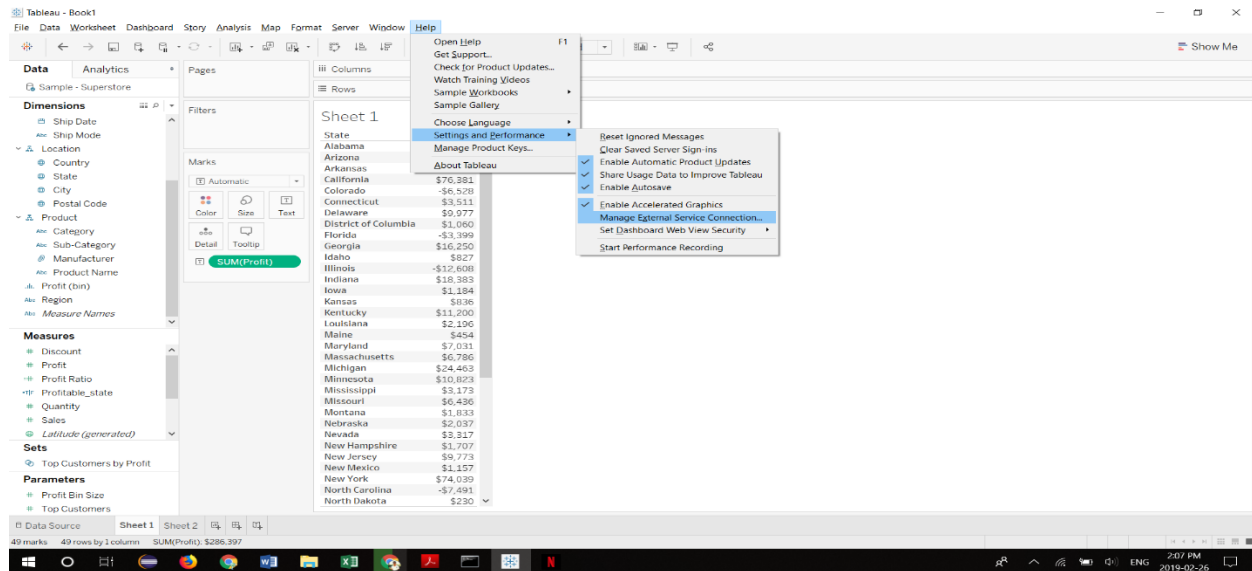 Tableau - Book1
File Data Worksheet Dashboard Story Analysis Map Format Server Window Help
Show Me
Data Analytics
Sample - Superstore
Dimensions
Ship Date
Abc Ship Mode
Location
Country
State
City
Postal Code
Product
Abc Category
Abc Sub-Category
Manufacturer
Abc Product Name
Profit (bin)
Abc Region
Abc Measure Names
Measures
Discount
Profit
Profit Ratio
Profitable_state
Quantity
Sales
Latitude (generated)
Sets
Top Customers by Profit
Parameters
Profit Bin Size
Top Customers
Pages
Filters
Marks
Automatic
Color Size Text
Detail Tooltip
SUM(Profit)
Columns
Rows
Sheet 1
State
Alabama
Arizona
Arkansas
California $76,381
Colorado -$6,528
Connecticut $3,511
Delaware $9,977
District of Columbia $1,060
Florida -$3,399
Georgia $16,250
Idaho $827
Illinois -$12,608
Indiana $18,383
Iowa $1,184
Kansas $836
Kentucky $11,200
Louisiana $2,196
Maine $454
Maryland $7,031
Massachusetts $6,786
Michigan $24,463
Minnesota $10,823
Mississippi $3,173
Missouri $6,436
Montana $1,833
Nebraska $2,037
Nevada $3,317
New Hampshire $1,707
New Jersey $9,773
New Mexico $1,157
New York $74,039
North Carolina -$7,491
North Dakota $230
Open Help F1
Get Support...
Check for Product Updates...
Watch Training Videos
Sample Workbooks
Sample Gallery
Choose Language
Settings and Performance
Manage Product Keys...
About Tableau
Reset Ignored Messages
Clear Saved Server Sign-ins
Enable Automatic Product Updates
Share Usage Data to Improve Tableau
Enable Autosave
Enable Accelerated Graphics
Manage External Service Connection...
Set Dashboard Web View Security
Start Performance Recording
Data Source Sheet 1 Sheet 2
49 marks 49 rows by 1 column SUM(Profit): $286,397
ENG
2:07 PM
2019-02-26